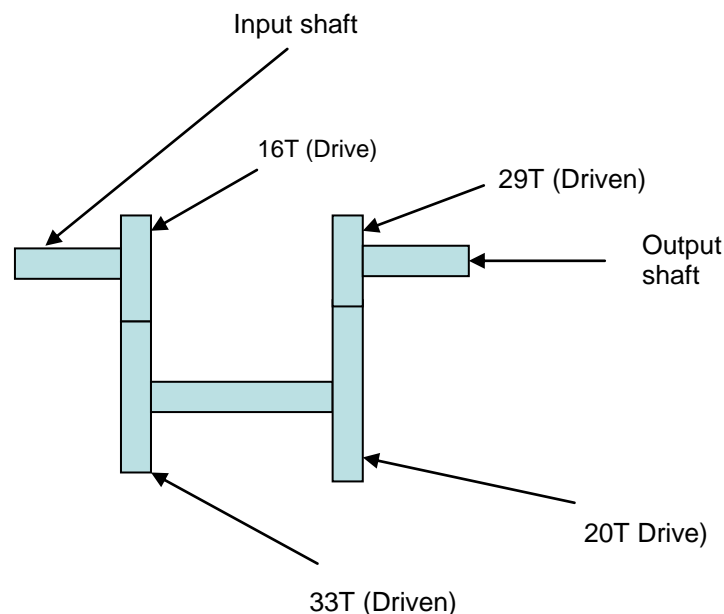 Input shaft
16T (Drive)
29T (Driven)
Output
shaft
20T Drive)
33T (Driven)